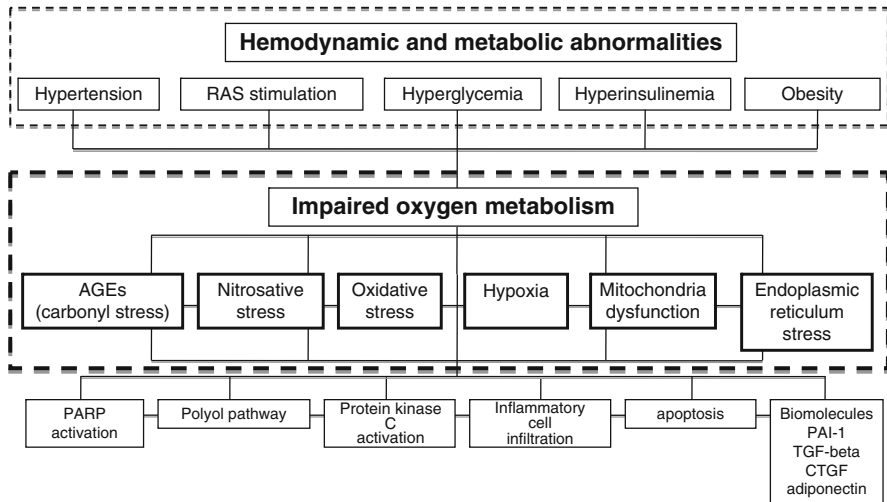 Hemodynamic and metabolic abnormalities
Hypertension
RAS stimulation
Hyperglycemia
Hyperinsulinemia
Obesity
Impaired oxygen metabolism
AGEs
(carbonyl stress)
Nitrosative
stress
Oxidative
stress
Hypoxia
Mitochondria
dysfunction
Endoplasmic
reticulum
stress
PARP
activation
Polyol pathway
Protein kinase
C
activation
Inflammatory
cell
infiltration
apoptosis
Biomolecules
PAI-1
TGF-beta
CTGF
adiponectin